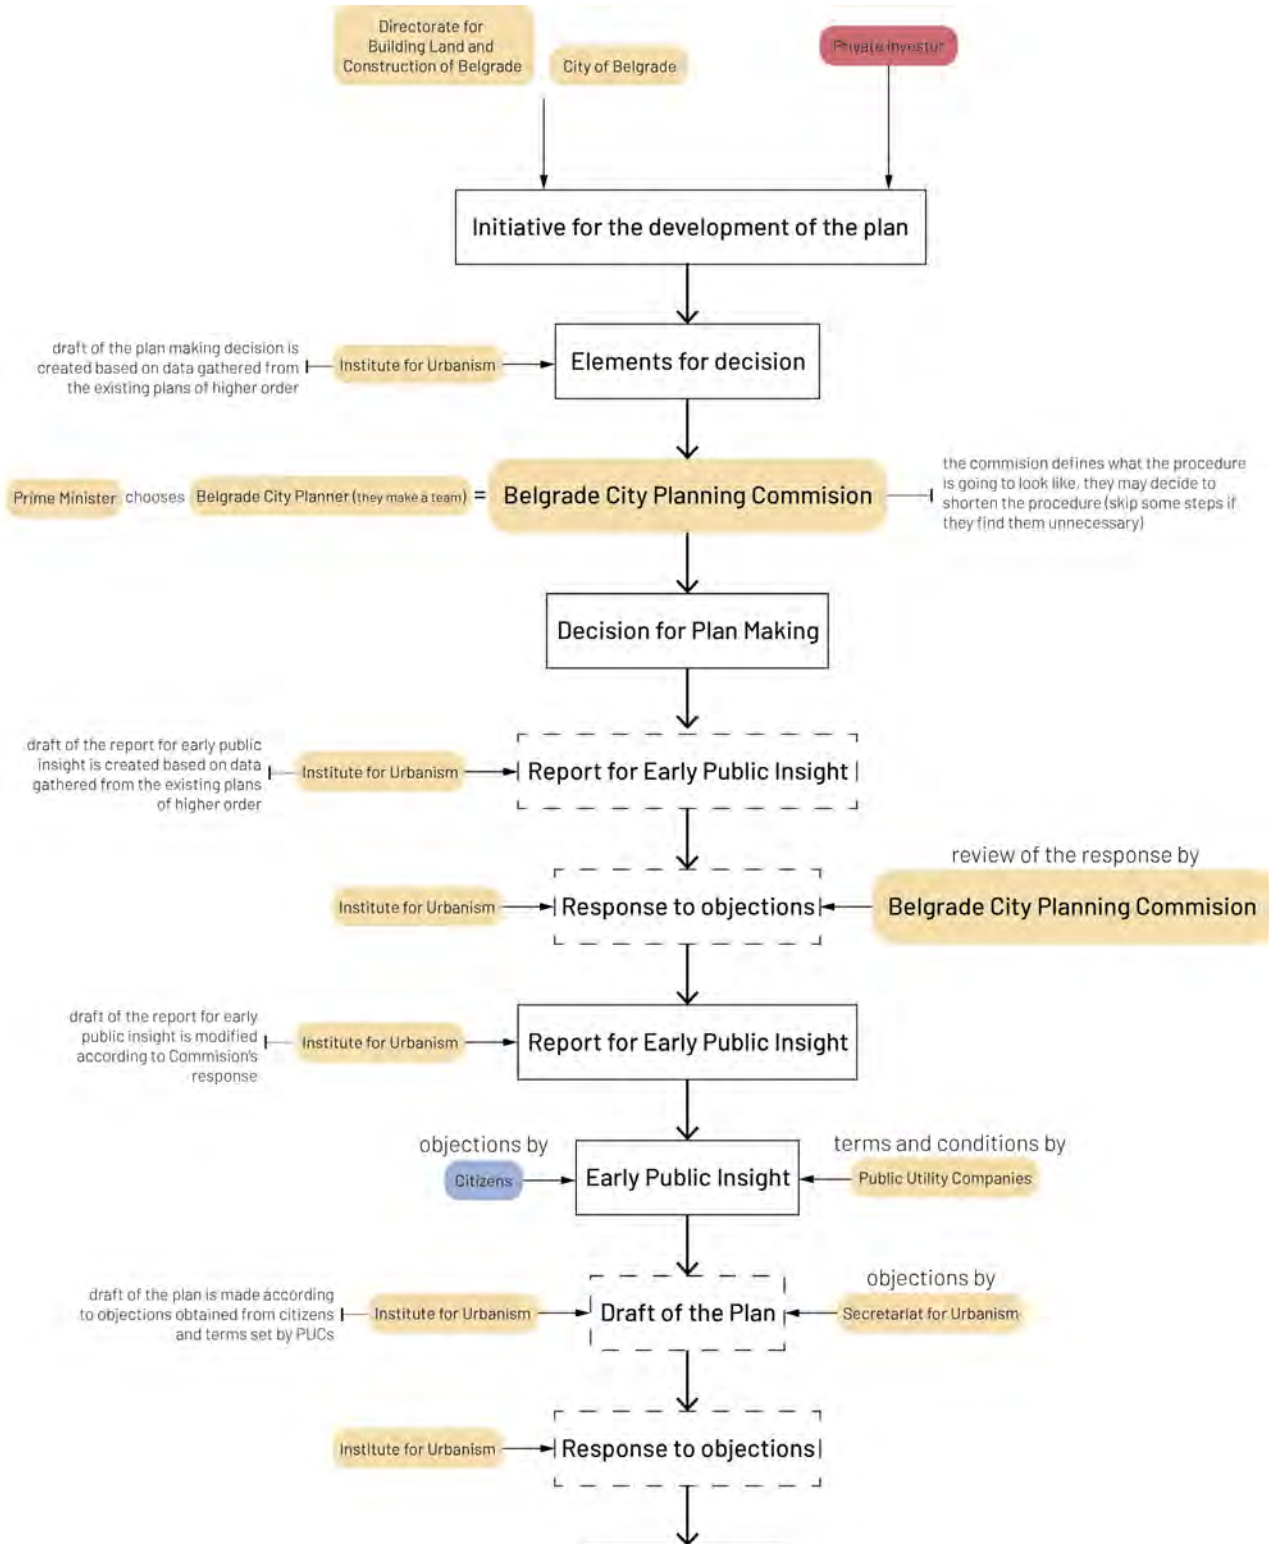 Directorate for
Building Land and
Construction of Belgrade
City of Belgrade
Private Investor
Initiative for the development of the plan
draft of the plan making decision is
created based on data gathered from
the existing plans of higher order
Institute for Urbanism
Elements for decision
Prime Minister chooses Belgrade City Planner (they make a team) = Belgrade City Planning Commision
the commision defines what the procedure
is going to look like, they may decide to
shorten the procedure (skip some steps if
they find them unnecessary)
Decision for Plan Making
draft of the report for early public
insight is created based on data
gathered from the existing plans
of higher order
Institute for Urbanism
Report for Early Public Insight
Institute for Urbanism
Response to objections
review of the response by
Belgrade City Planning Commision
draft of the report for early
public insight is modified
according to Commision's
response
Institute for Urbanism
Report for Early Public Insight
objections by
Citizens
Early Public Insight
terms and conditions by
Public Utility Companies
draft of the plan is made according
to objections obtained from citizens
and terms set by PUCs
Institute for Urbanism
Draft of the Plan
objections by
Secretariat for Urbanism
Institute for Urbanism
Response to objections